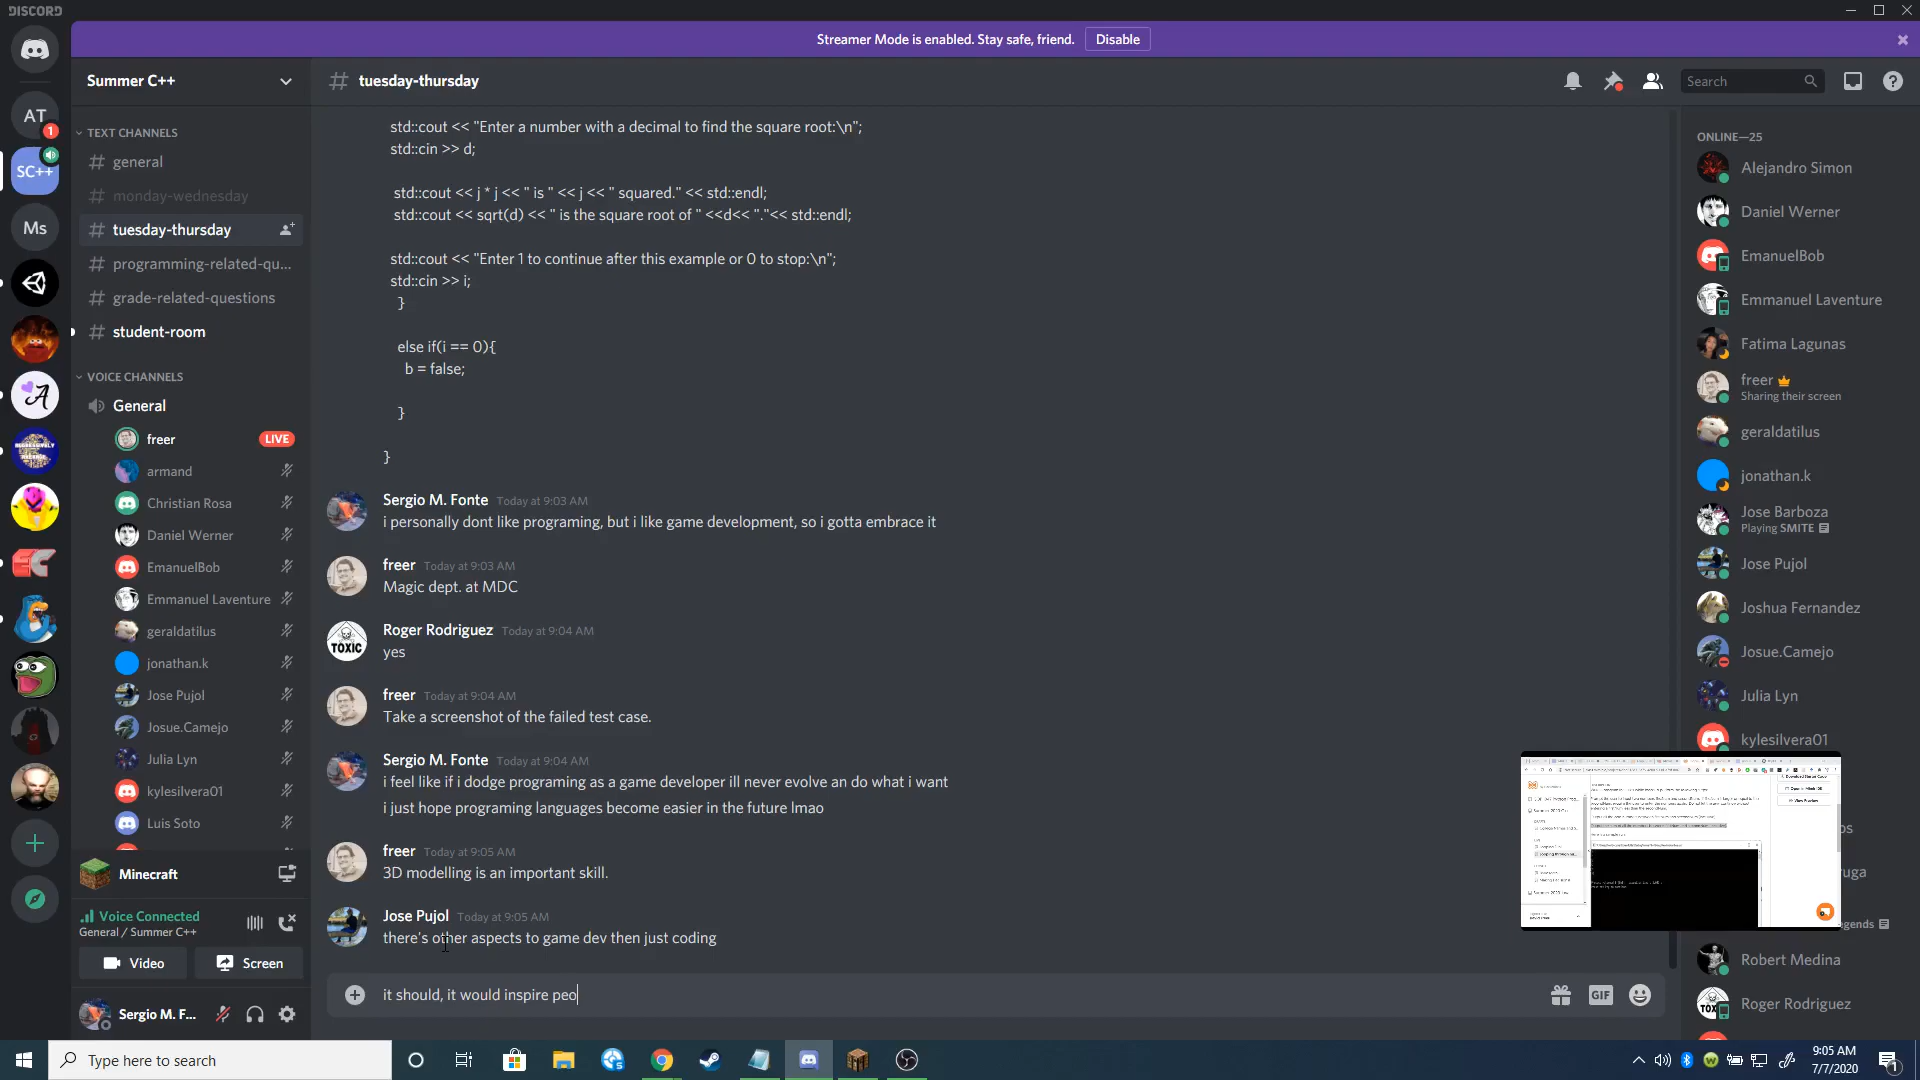 DISCORD
Streamer Mode is enabled. Stay safe, friend.
Disable
Summer C++
tuesday-thursday
Search
AT
1
SC++
Ms
TEXT CHANNELS
general
monday-wednesday
tuesday-thursday
programming-related-qu...
grade-related-questions
student-room
VOICE CHANNELS
General
freer
LIVE
armand
Christian Rosa
Daniel Werner
EmanuelBob
Emmanuel Laventure
geraldatilus
jonathan.k
Jose Pujol
Josue.Camejo
Julia Lyn
kylesilvera01
Luis Soto
Minecraft
Voice Connected
General / Summer C++
Video
Screen
Sergio M. F...
std::cout << "Enter a number with a decimal to find the square root:\n";
std::cin >> d;
std::cout << j * j << " is " << j << " squared." << std::endl;
std::cout << sqrt(d) << " is the square root of " <<d<< "."<< std::endl;
std::cout << "Enter 1 to continue after this example or 0 to stop:\n";
std::cin >> i;
}
else if(i == 0){
b = false;
}
}
Sergio M. Fonte Today at 9:03 AM
i personally dont like programing, but i like game development, so i gotta embrace it
freer Today at 9:03 AM
Magic dept. at MDC
TOXIC
Roger Rodriguez Today at 9:04 AM
yes
freer Today at 9:04 AM
Take a screenshot of the failed test case.
Sergio M. Fonte Today at 9:04 AM
i feel like if i dodge programing as a game developer ill never evolve an do what i want
i just hope programing languages become easier in the future lmao
freer Today at 9:05 AM
3D modelling is an important skill.
Jose Pujol Today at 9:05 AM
there's other aspects to game dev then just coding
it should, it would inspire peo
GIF
ONLINE—25
Alejandro Simon
Daniel Werner
EmanuelBob
Emmanuel Laventure
Fatima Lagunas
freer
Sharing their screen
geraldatilus
jonathan.k
Jose Barboza
Playing SMITE
Jose Pujol
Joshua Fernandez
Josue.Camejo
Julia Lyn
kylesilvera01
Robert Medina
Roger Rodriguez
Type here to search
9:05 AM
7/7/2020
1